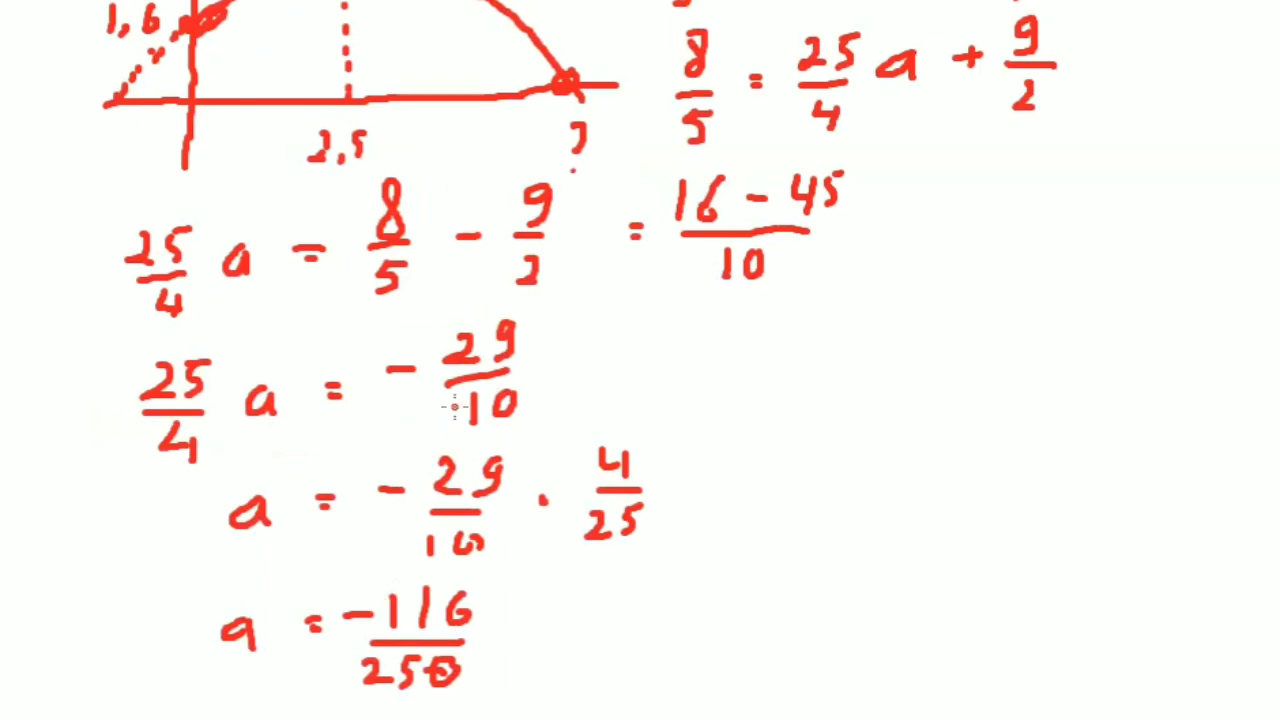 1,6
2,5
?
8/5 = 25/4 a + 9/2
25/4 a = 8/5 - 9/2 = (16 - 45)/10
25/4 a = - 29/10
a = - 29/10 · 4/25
a = -116/250